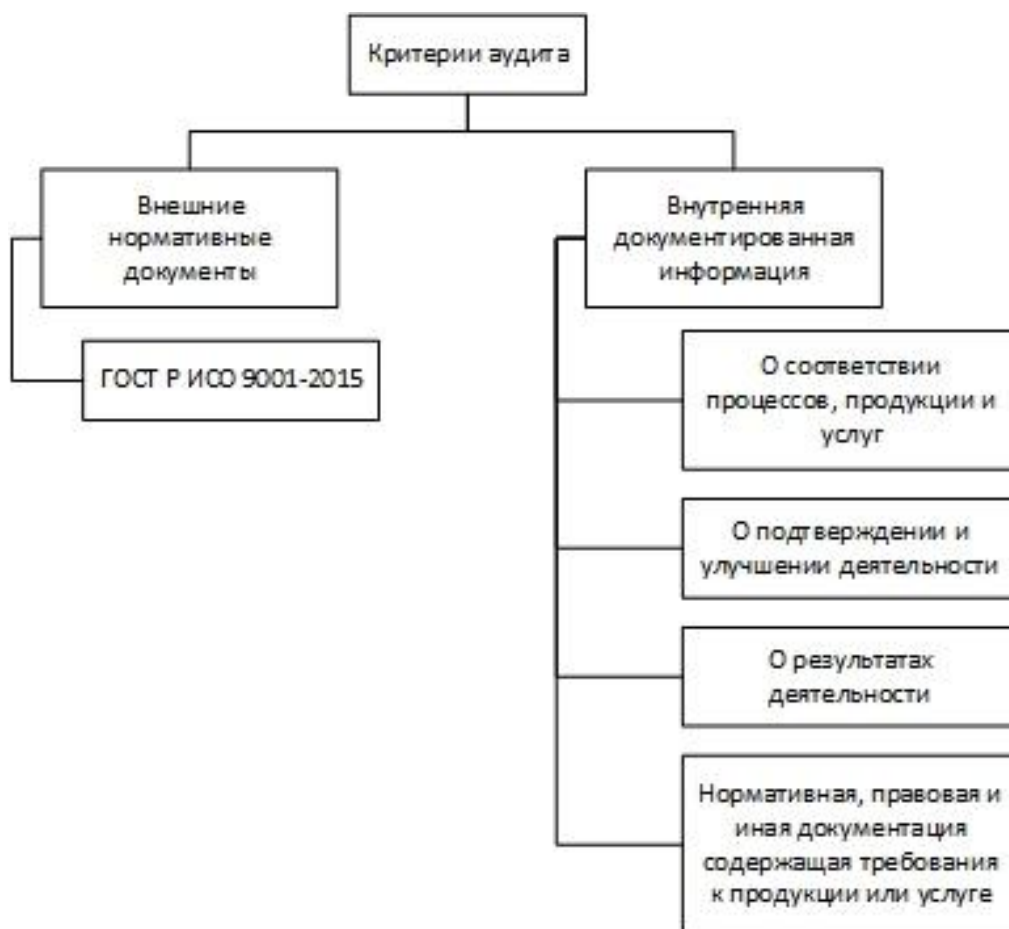 Критерии аудита
Внешние
нормативные
документы
ГОСТ Р ИСО 9001-2015
Внутренняя
документированная
информация
О соответствии
процессов, продукции и
услуг
О подтверждении и
улучшении деятельности
О результатах
деятельности
Нормативная, правовая и
иная документация
содержащая требования
к продукции или услуге